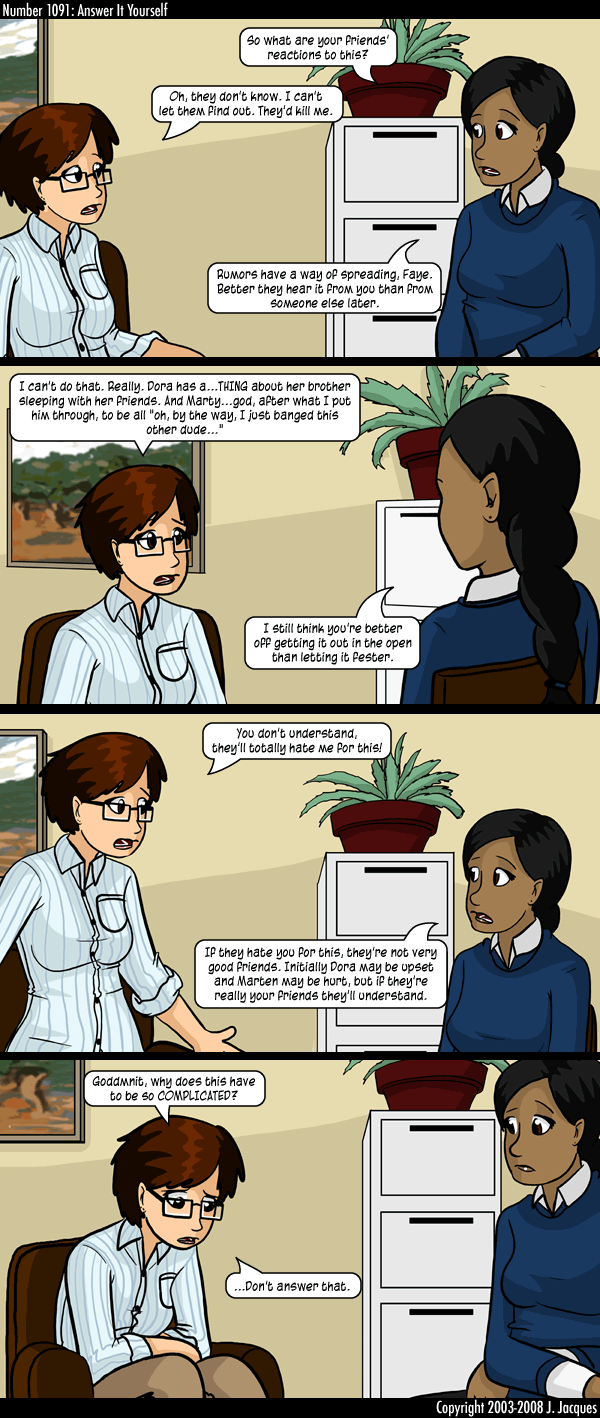 Number 1091: Answer It Yourself
So what are your friends'
reactions to this?
Oh, they don't know. I can't
let them find out. They'd kill me.
Rumors have a way of spreading, Faye.
Better they hear it from you than from
someone else later.
I can't do that. Really. Dora has a...THING about her brother
sleeping with her friends. And Marty...god, after what I put
him through, to be all "oh, by the way, I just banged this
other dude..."
I still think you're better
off getting it out in the open
than letting it fester.
You don't understand,
they'll totally hate me for this!
If they hate you for this, they're not very
good friends. Initially Dora may be upset
and Marten may be hurt, but if they're
really your friends they'll understand.
Goddmnit, why does this have
to be so COMPLICATED?
...Don't answer that.
Copyright 2003-2008 J. Jacques